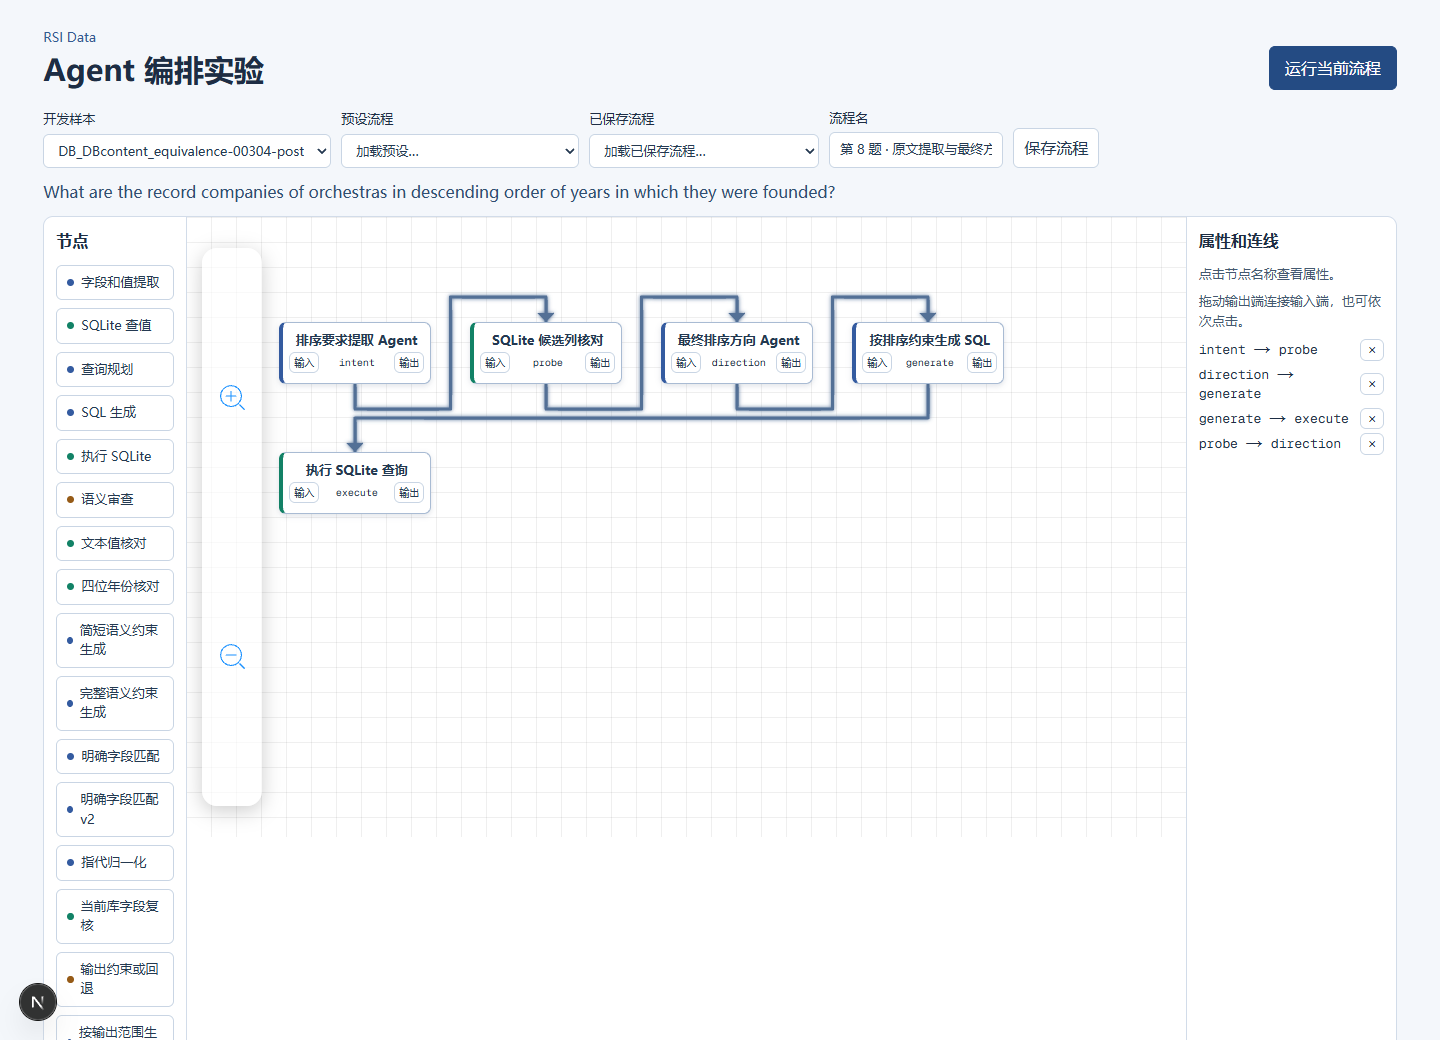 RSI Data
Agent 编排实验
运行当前流程
开发样本
预设流程
已保存流程
流程名
DB_DBcontent_equivalence-00304-post
加载预设...
加载已保存流程...
第 8 题 · 原文提取与最终方
保存流程
What are the record companies of orchestras in descending order of years in which they were founded?
节点
字段和值提取
SQLite 查值
查询规划
SQL 生成
执行 SQLite
语义审查
文本值核对
四位年份核对
简短语义约束
生成
完整语义约束
生成
明确字段匹配
明确字段匹配
v2
指代归一化
当前库字段复
核
输出约束或回
退
按输出范围生
排序要求提取 Agent
输入 intent 输出
SQLite 候选列核对
输入 probe 输出
最终排序方向 Agent
输入 direction 输出
按排序约束生成 SQL
输入 generate 输出
执行 SQLite 查询
输入 execute 输出
属性和连线
点击节点名称查看属性。
拖动输出端连接输入端，也可依
次点击。
intent → probe ×
direction →
generate ×
generate → execute ×
probe → direction ×
N